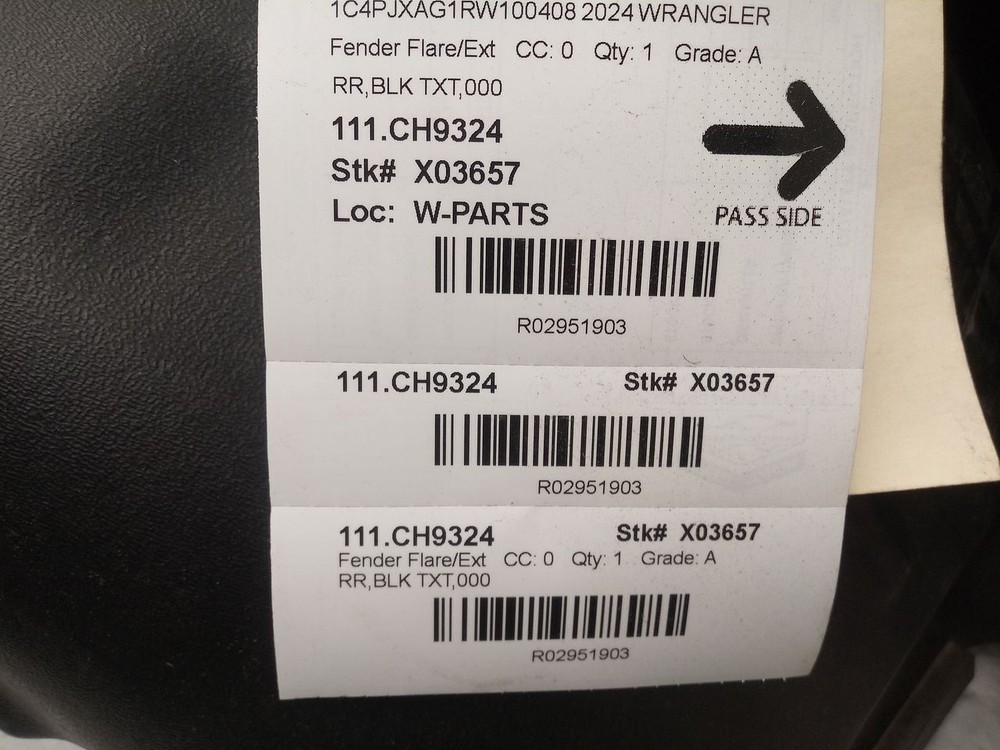 1C4PJXAG1RW100408 2024 WRANGLER
Fender Flare/Ext CC: 0 Qty: 1 Grade: A
RR,BLK TXT,000
111.CH9324
Stk# X03657
Loc: W-PARTS
PASS SIDE
R02951903
111.CH9324 Stk# X03657
R02951903
111.CH9324 Stk# X03657
Fender Flare/Ext CC: 0 Qty: 1 Grade: A
RR,BLK TXT,000
R02951903